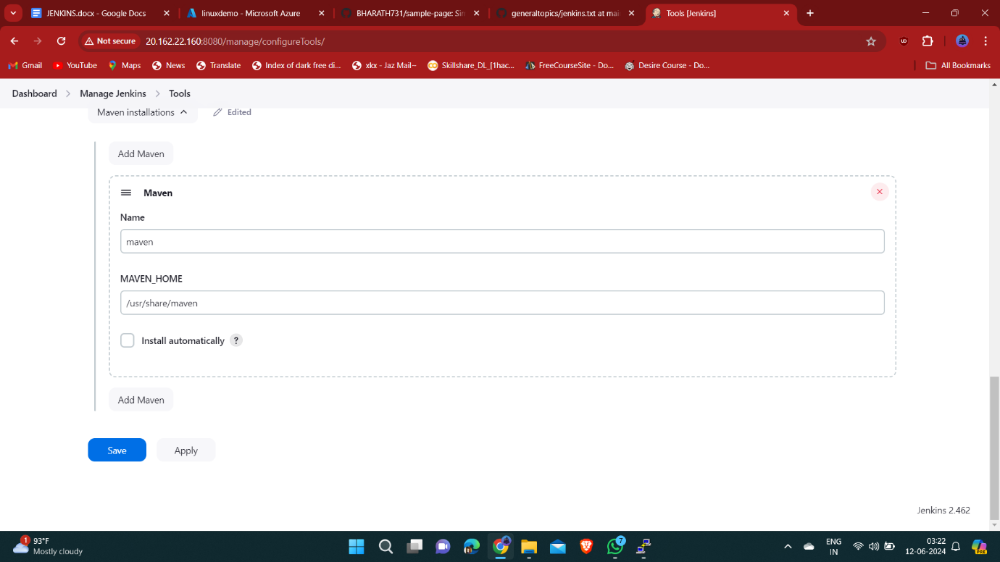 JENKINS.docx - Google Docs
linuxdemo - Microsoft Azure
BHARATH731/sample-page: Sim
generaltopics/jenkins.txt at mai
Tools [Jenkins]
Not secure
20.162.22.160:8080/manage/configureTools/
Gmail
YouTube
Maps
News
Translate
Index of dark free di...
xkx - Jaz Mail~
Skillshare_DL_[1hac...
FreeCourseSite - Do...
Desire Course - Do...
All Bookmarks
Dashboard
Manage Jenkins
Tools
Maven installations
Edited
Add Maven
Maven
Name
maven
MAVEN_HOME
/usr/share/maven
Install automatically ?
Add Maven
Save
Apply
Jenkins 2.462
1
93°F
Mostly cloudy
7
ENG
IN
03:22
12-06-2024
PRE